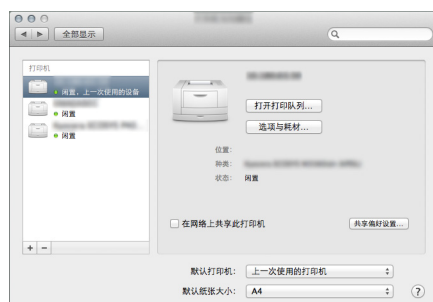 全部显示
打印机
闲置，上一次使用的设备
闲置
闲置
打开打印队列...
选项与耗材...
位置：
种类：
状态： 闲置
在网络上共享此打印机
共享偏好设置...
+ −
默认打印机： 上一次使用的打印机
默认纸张大小： A4
?